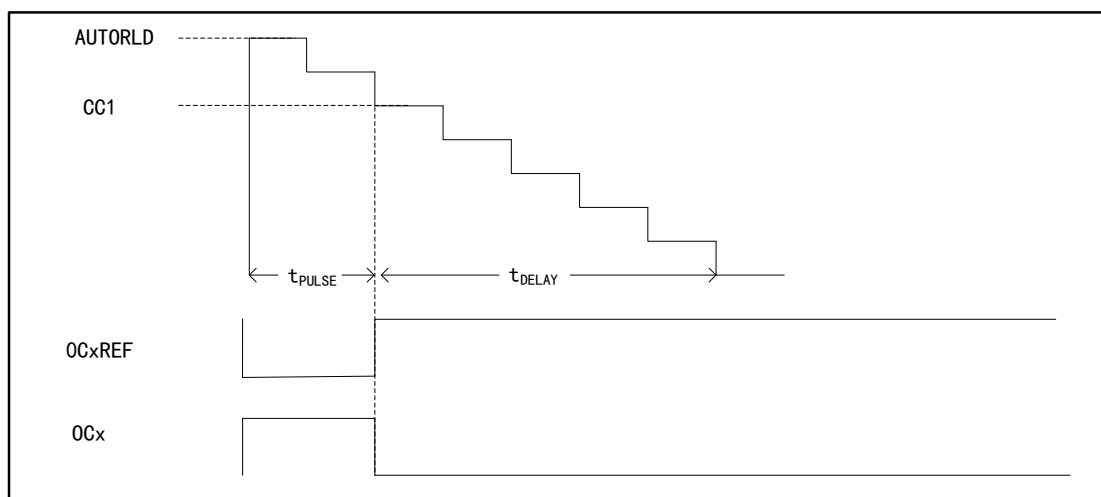 AUTORLD
CC1
tPULSE
tDELAY
OCxREF
OCx